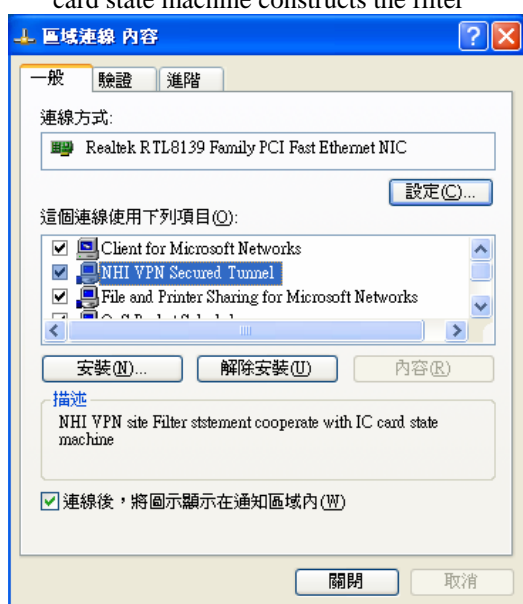 card state machine constructs the filter
區域連線 內容
一般 驗證 進階
連線方式:
Realtek RTL8139 Family PCI Fast Ethernet NIC
設定(C)...
這個連線使用下列項目(O):
Client for Microsoft Networks
NHI VPN Secured Tunnel
File and Printer Sharing for Microsoft Networks
安裝(N)... 解除安裝(U) 內容(R)
描述
NHI VPN site Filter ststement cooperate with IC card state
machine
連線後，將圖示顯示在通知區域內(W)
關閉 取消